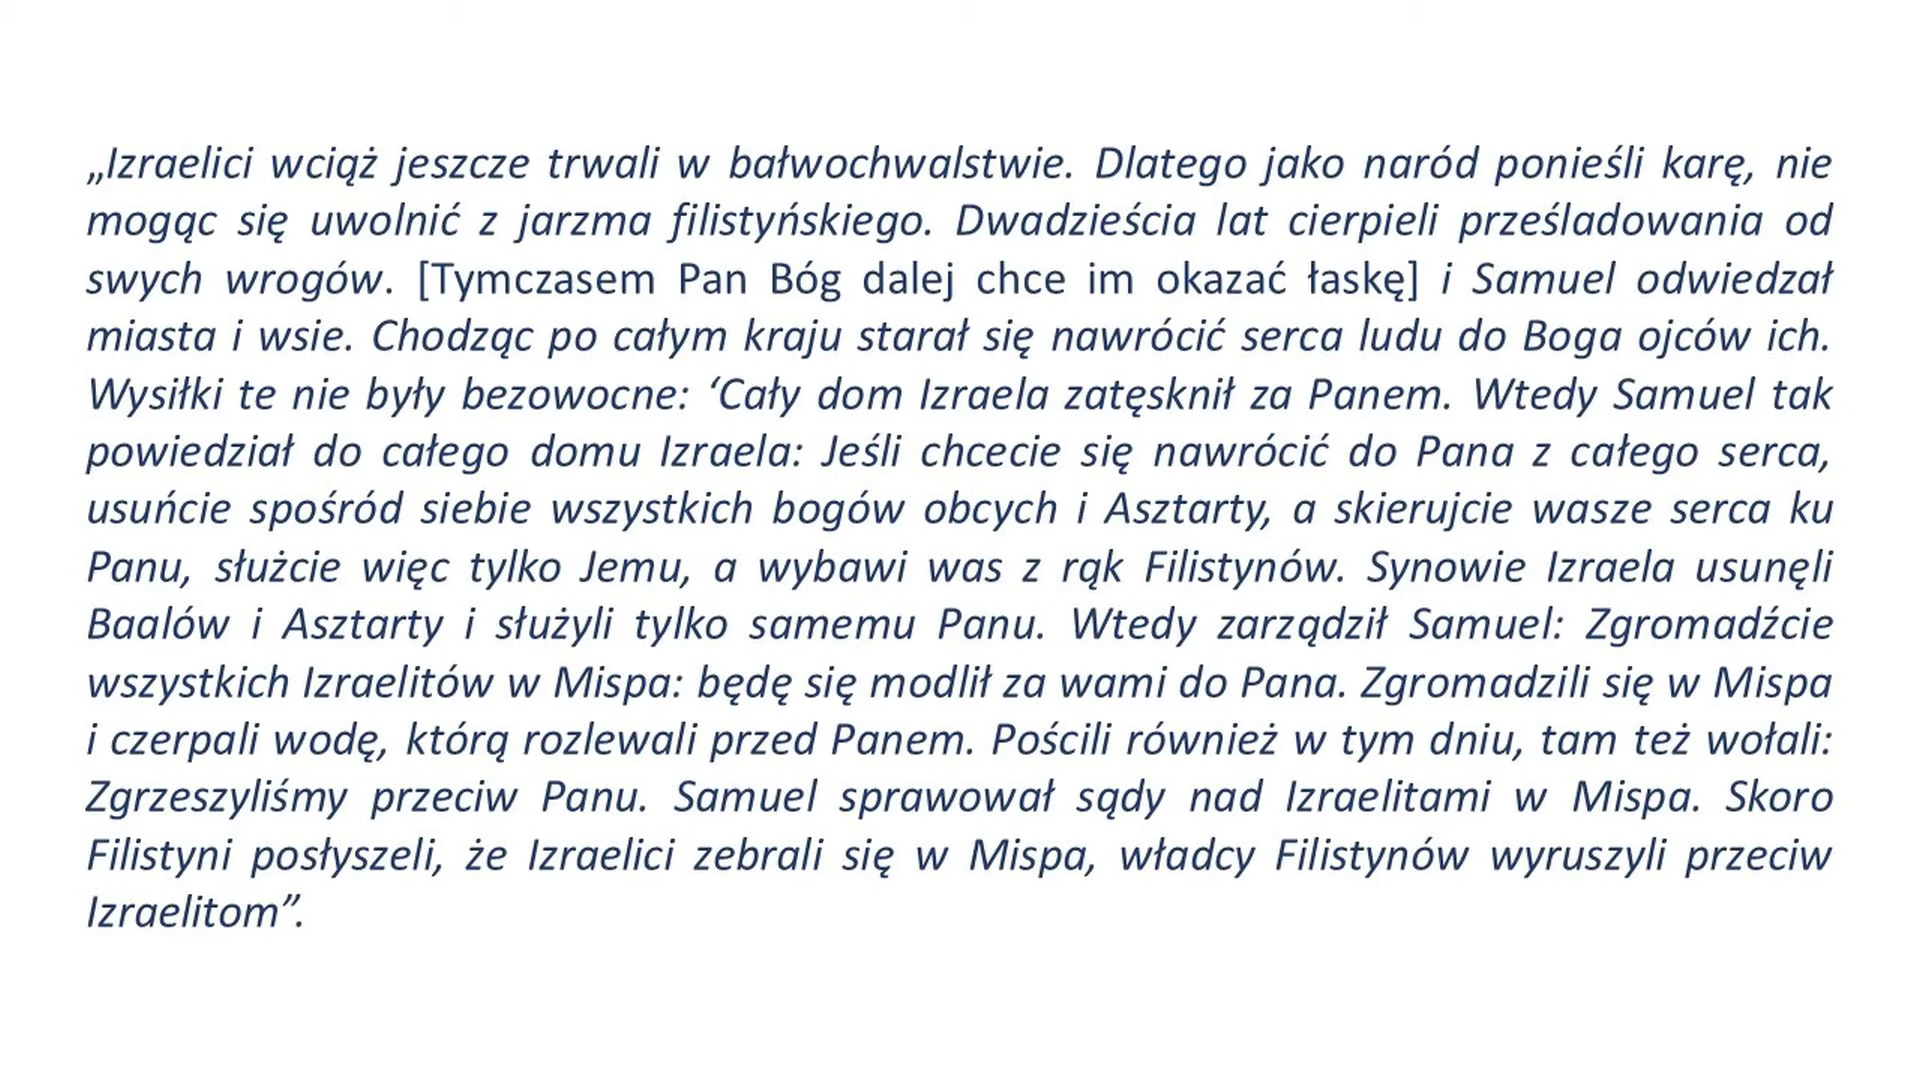 „Izraelici wciąż jeszcze trwali w bałwochwalstwie. Dlatego jako naród ponieśli karę, nie
mogąc się uwolnić z jarzma filistyńskiego. Dwadzieścia lat cierpieli prześladowania od
swych wrogów. [Tymczasem Pan Bóg dalej chce im okazać łaskę] i Samuel odwiedzał
miasta i wsie. Chodząc po całym kraju starał się nawrócić serca ludu do Boga ojców ich.
Wysiłki te nie były bezowocne: ‘Cały dom Izraela zatęsknił za Panem. Wtedy Samuel tak
powiedział do całego domu Izraela: Jeśli chcecie się nawrócić do Pana z całego serca,
usuńcie spośród siebie wszystkich bogów obcych i Asztarty, a skierujcie wasze serca ku
Panu, służcie więc tylko Jemu, a wybawi was z rąk Filistynów. Synowie Izraela usunęli
Baalów i Asztarty i służyli tylko samemu Panu. Wtedy zarządził Samuel: Zgromadźcie
wszystkich Izraelitów w Mispa: będę się modlił za wami do Pana. Zgromadzili się w Mispa
i czerpali wodę, którą rozlewali przed Panem. Pościli również w tym dniu, tam też wołali:
Zgrzeszyliśmy przeciw Panu. Samuel sprawował sądy nad Izraelitami w Mispa. Skoro
Filistyni posłyszeli, że Izraelici zebrali się w Mispa, władcy Filistynów wyruszyli przeciw
Izraelitom”.